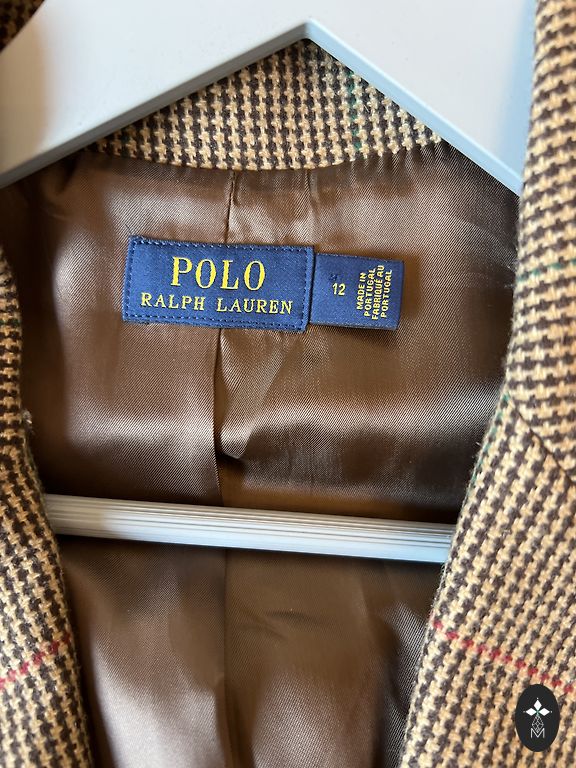 POLO
RALPH LAUREN
12
MADE IN
PORTUGAL
FABRIQUÉ AU
PORTUGAL
M